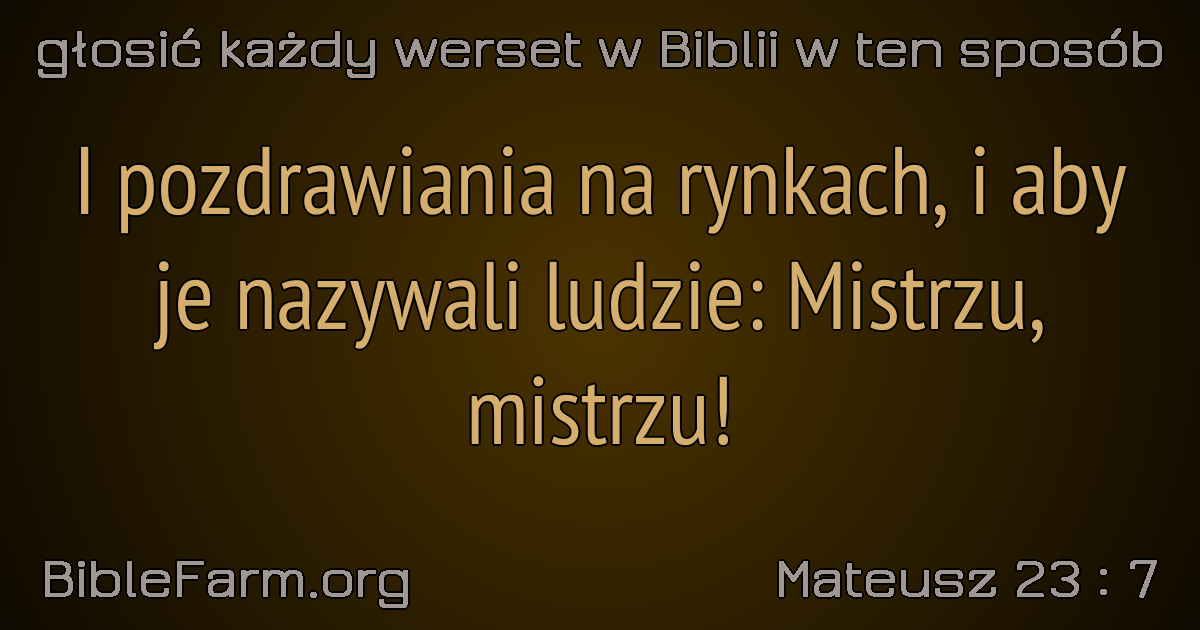 głosić każdy werset w Biblii w ten sposób
I pozdrawiania na rynkach, i aby
je nazywali ludzie: Mistrzu,
mistrzu!
BibleFarm.org
Mateusz 23 : 7